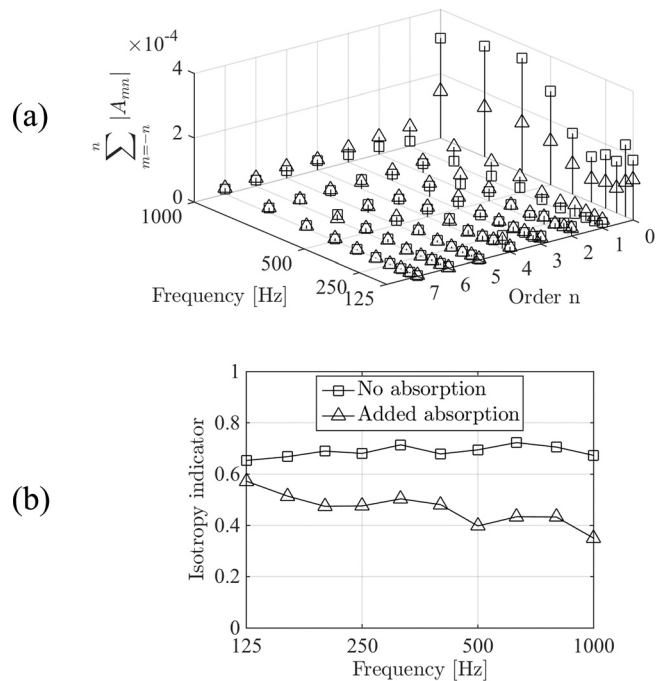 (a)
×10⁻⁴
∑ₘ₌₋ₙⁿ |Aₘₙ|
4
2
0
1000
500
250
125
Frequency [Hz]
7
6
5
4
3
2
1
0
Order n
(b)
Isotropy indicator
1
0.8
0.6
0.4
0.2
0
No absorption
Added absorption
125
250
500
1000
Frequency [Hz]